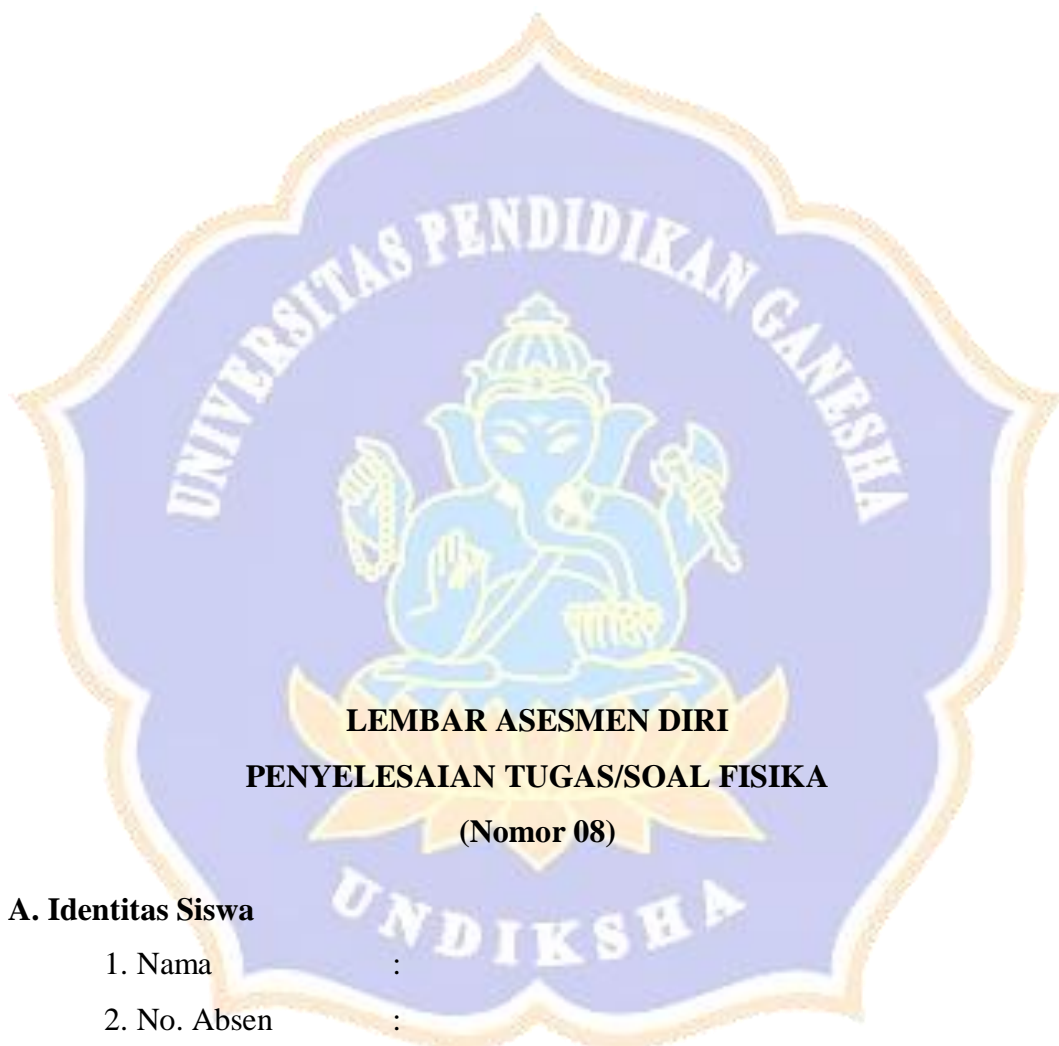 UNIVERSITAS PENDIDIKAN GANESHA
LEMBAR ASESMEN DIRI
PENYELESAIAN TUGAS/SOAL FISIKA
(Nomor 08)
UNDIKSHA
A. Identitas Siswa
1. Nama :
2. No. Absen :